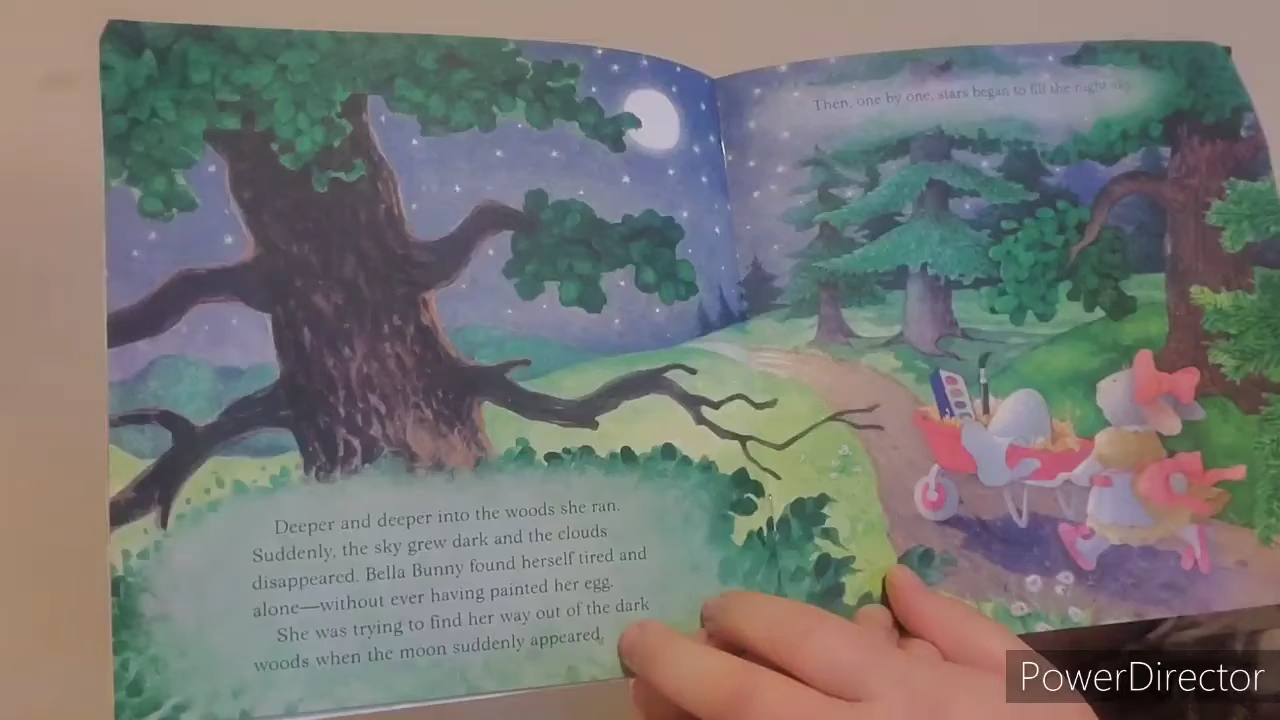 Deeper and deeper into the woods she ran.
Suddenly, the sky grew dark and the clouds
disappeared. Bella Bunny found herself tired and
alone—without ever having painted her egg.
She was trying to find her way out of the dark
woods when the moon suddenly appeared.
Then, one by one, stars began to fill the night sky.
PowerDirector